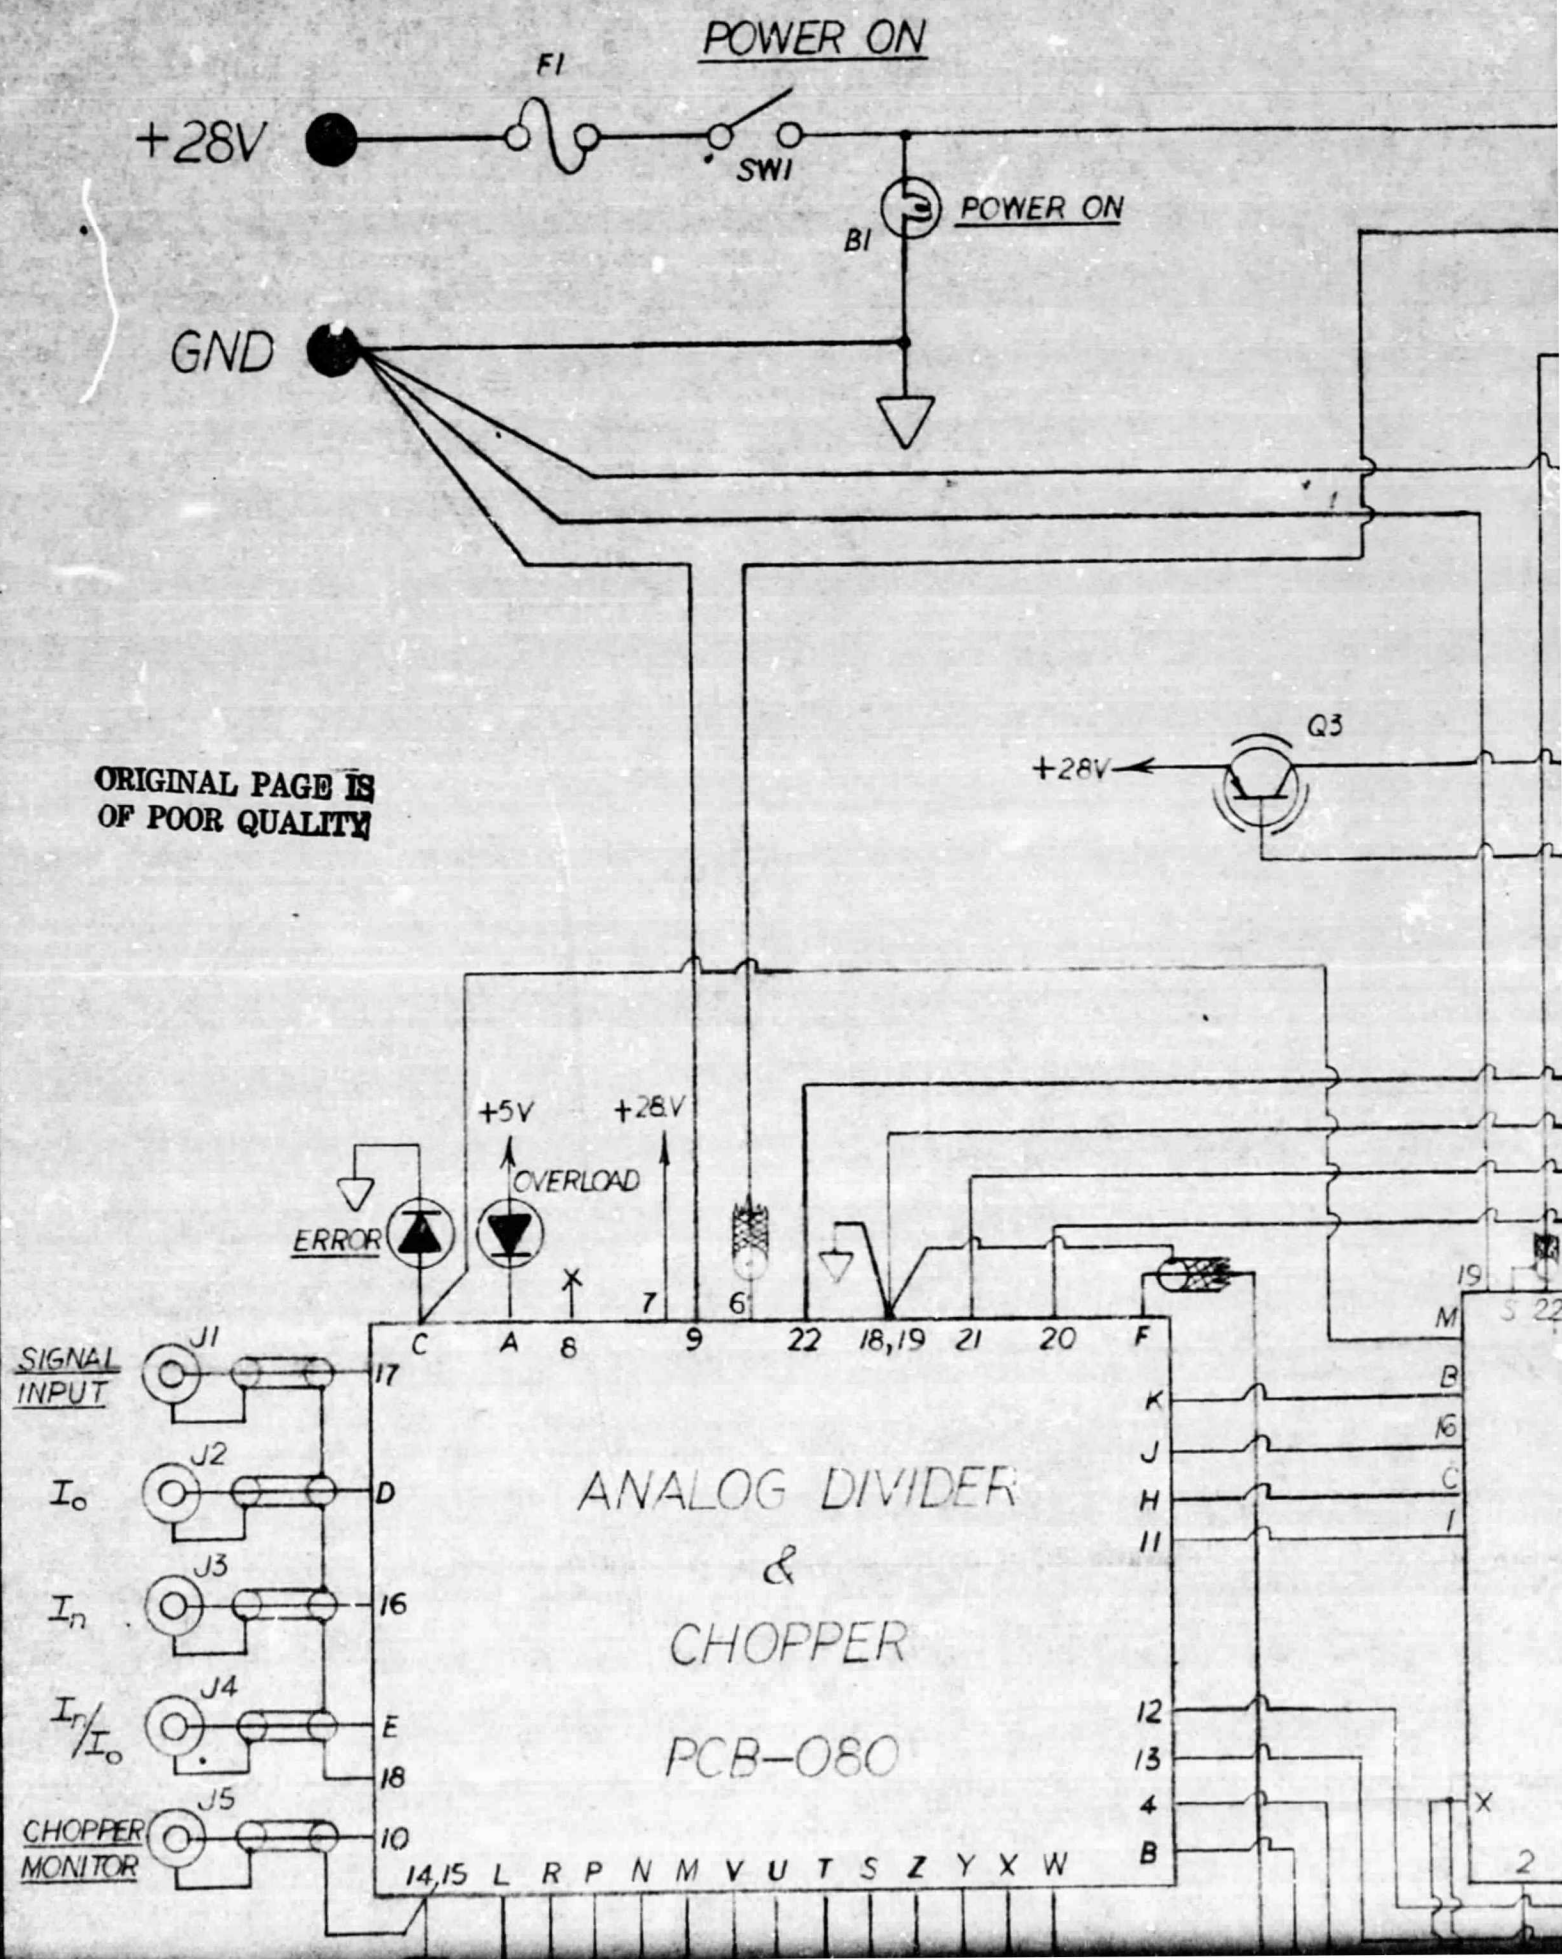 POWER ON
F1
+28V
SW1
POWER ON
B1
GND
Q3
+28V
ORIGINAL PAGE IS
OF POOR QUALITY
+5V
+28V
OVERLOAD
ERROR
19
S
22
7
6
M
C
A
8
9
22
18,19
21
20
F
J1
SIGNAL
INPUT
17
B
K
16
J
J2
I₀
D
C
H
1
11
ANALOG DIVIDER
&
CHOPPER
PCB-080
J3
Iₙ
16
J4
E
12
18
13
J5
4
X
CHOPPER
MONITOR
10
B
14,15 L R P N M V U T S Z Y X W
2